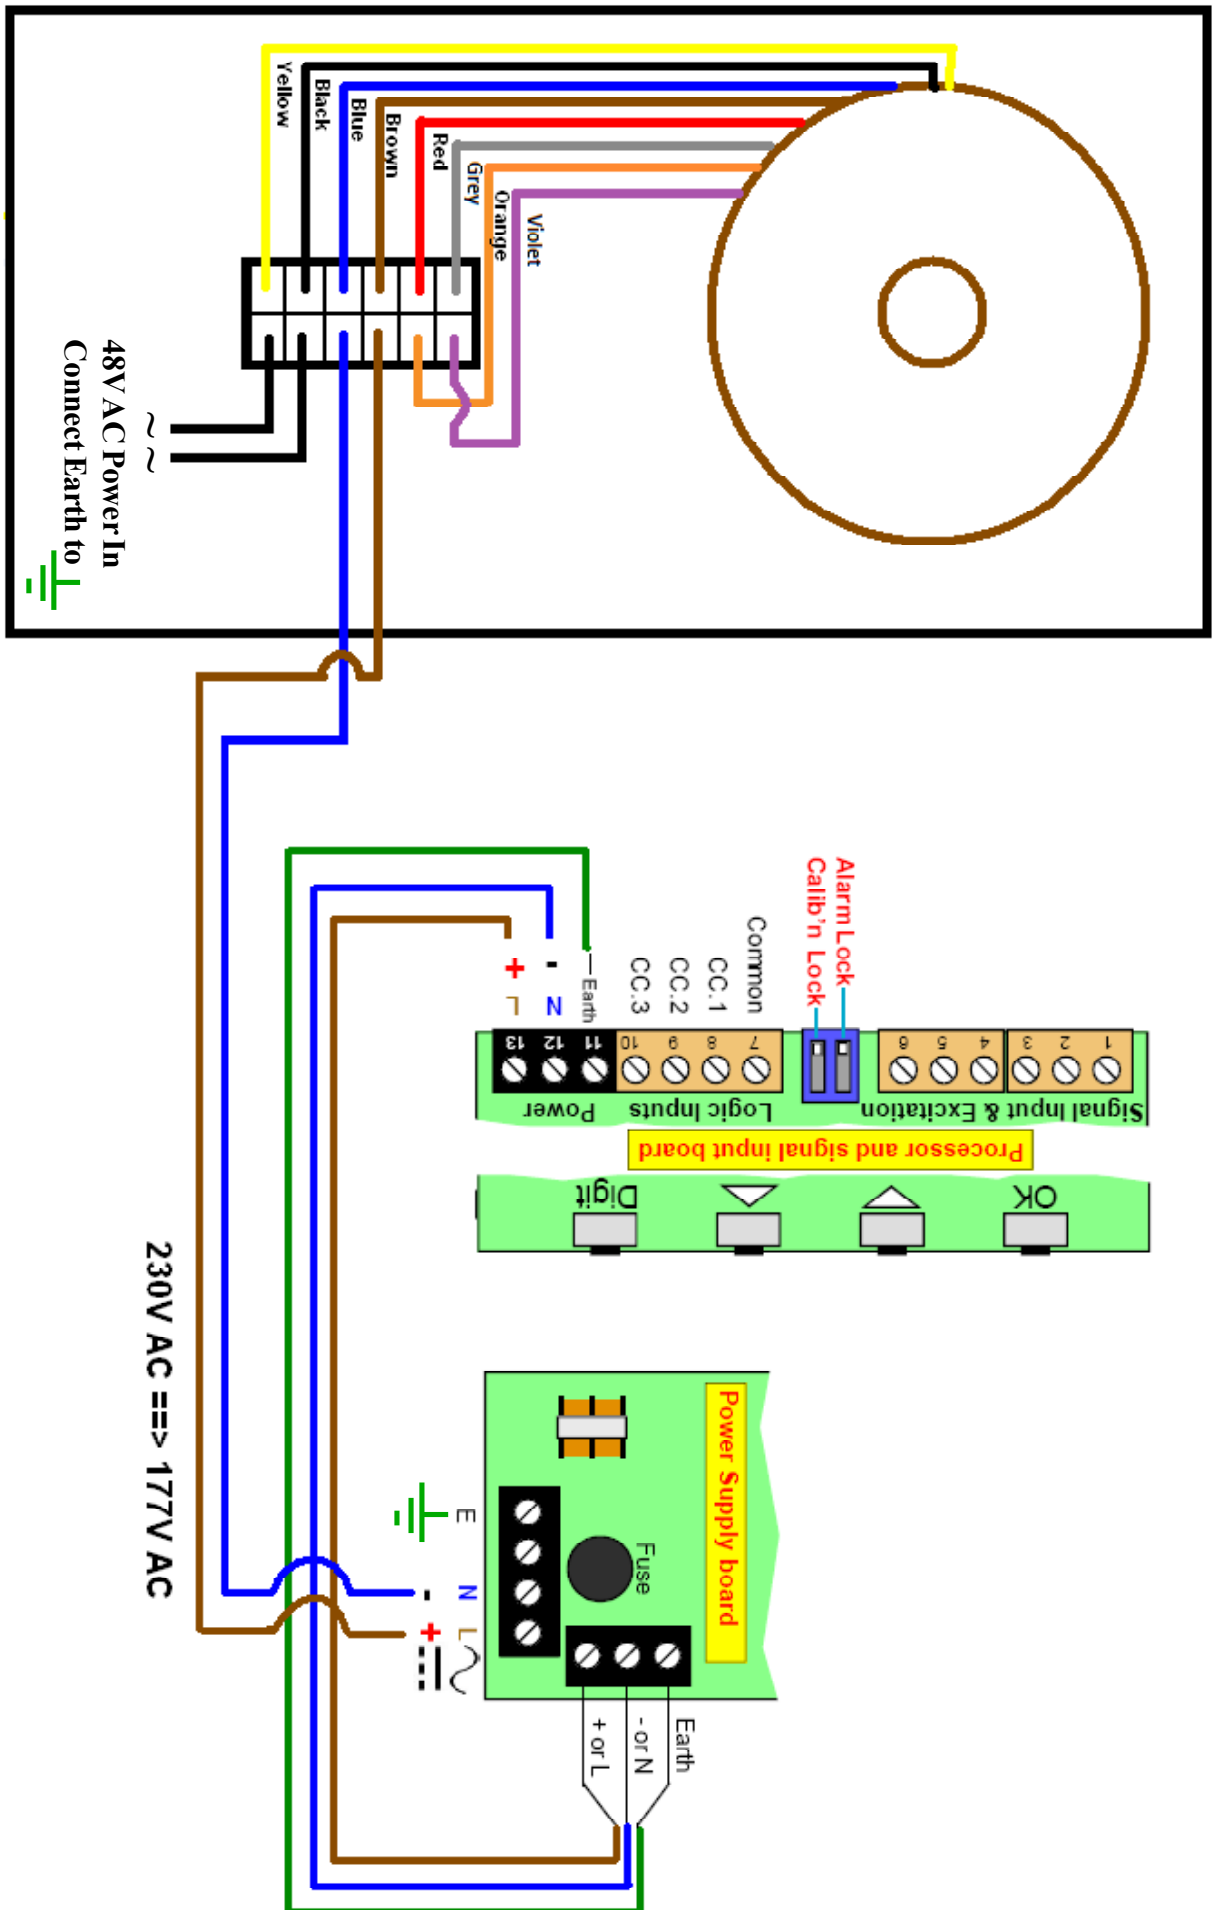 Yellow
Black
Blue
Brown
Red
Grey
Orange
Violet
48V AC Power In
Connect Earth to
~
~
230V AC ==> 177V AC
Alarm Lock
Calib'n Lock
Common
CC.1
CC.2
CC.3
Earth
- N
+ L
13 12 11 10 9 8 7 6 5 4 3 2 1
Power
Logic Inputs
Signal Input & Excitation
Processor and signal input board
Digit
OK
Power Supply board
Fuse
E
N -
L +
Earth
- or N
+ or L